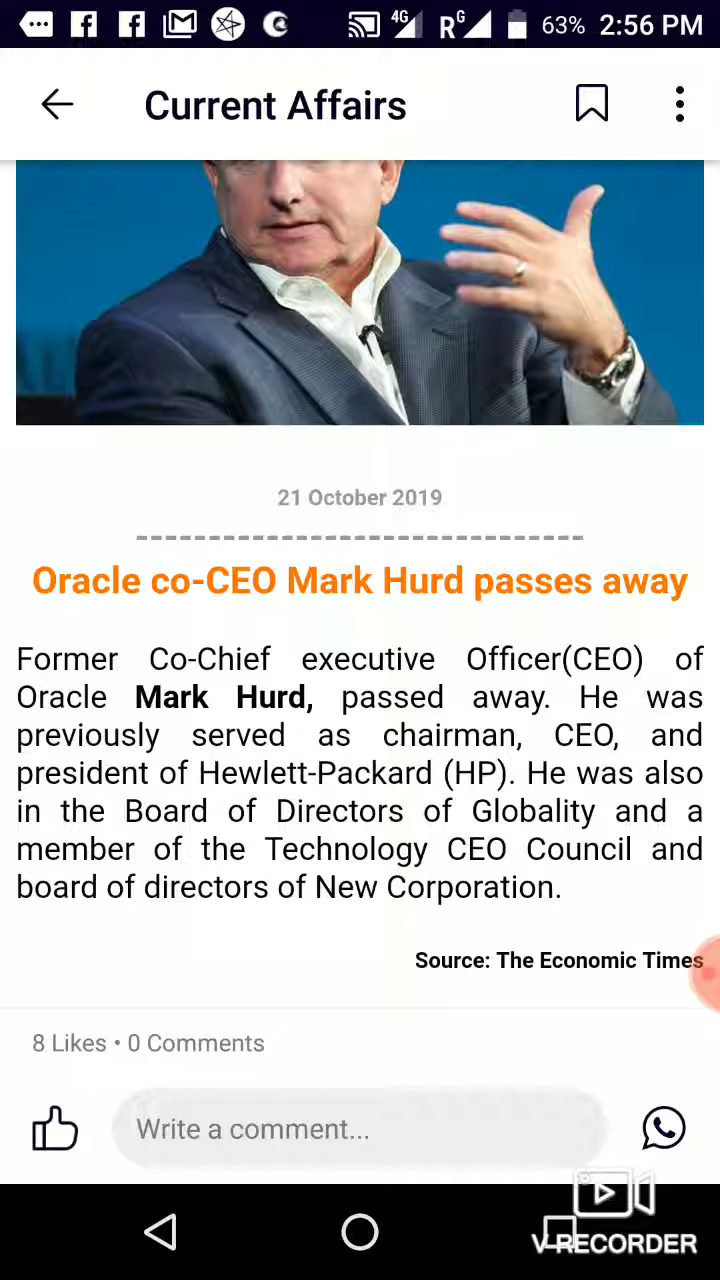 4G R G 63% 2:56 PM
Current Affairs
21 October 2019
Oracle co-CEO Mark Hurd passes away
Former Co-Chief executive Officer(CEO) of
Oracle Mark Hurd, passed away. He was
previously served as chairman, CEO, and
president of Hewlett-Packard (HP). He was also
in the Board of Directors of Globality and a
member of the Technology CEO Council and
board of directors of New Corporation.
Source: The Economic Times
8 Likes • 0 Comments
Write a comment...
V RECORDER